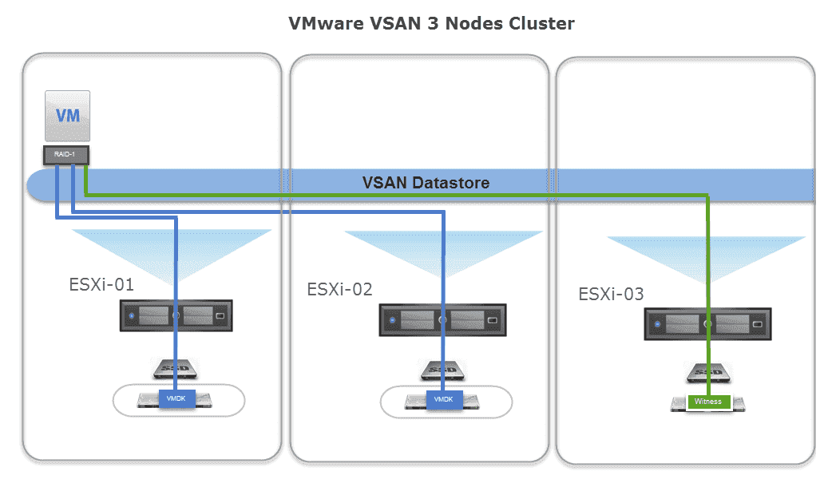 VMware VSAN 3 Nodes Cluster
VM
RAID-1
VSAN Datastore
ESXi-01
ESXi-02
ESXi-03
SSD
SSD
SSD
VMDK
VMDK
Witness